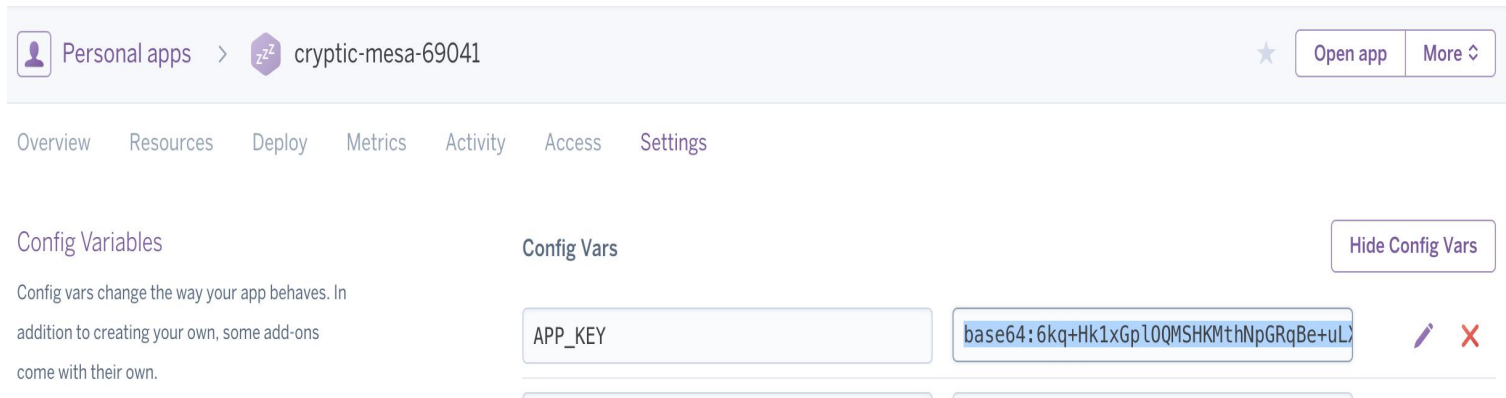 Personal apps > zzz cryptic-mesa-69041 Open app More
Overview Resources Deploy Metrics Activity Access Settings
Config Variables
Config vars change the way your app behaves. In
addition to creating your own, some add-ons
come with their own.
Config Vars
Hide Config Vars
APP_KEY
base64:6kq+Hk1xGplOQMSHKMthNpGRqBe+uLX